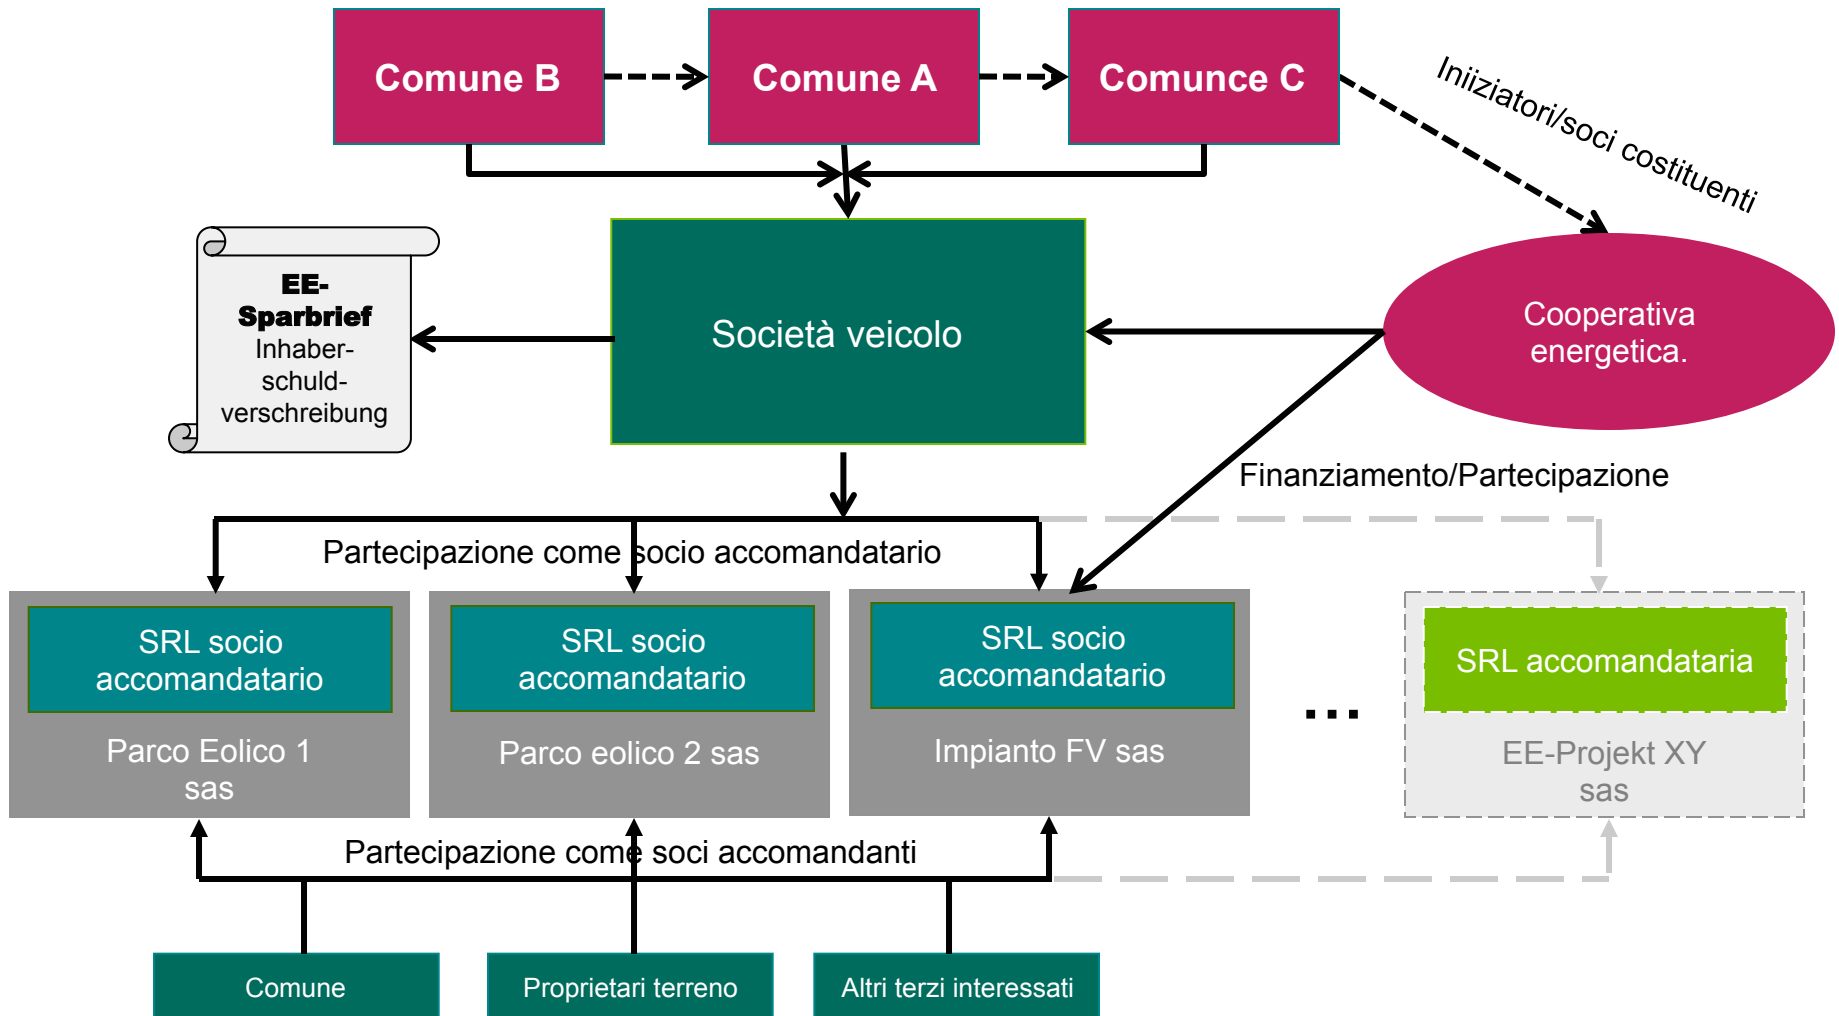 Comune B
Comune A
Comunce C
Iniiziatori/soci costituenti
EE-
Sparbrief
Inhaber-
schuld-
verschreibung
Società veicolo
Cooperativa
energetica.
Finanziamento/Partecipazione
Partecipazione come socio accomandatario
SRL socio
accomandatario
Parco Eolico 1
sas
SRL socio
accomandatario
Parco eolico 2 sas
SRL socio
accomandatario
Impianto FV sas
...
SRL accomandataria
EE-Projekt XY
sas
Partecipazione come soci accomandanti
Comune
Proprietari terreno
Altri terzi interessati